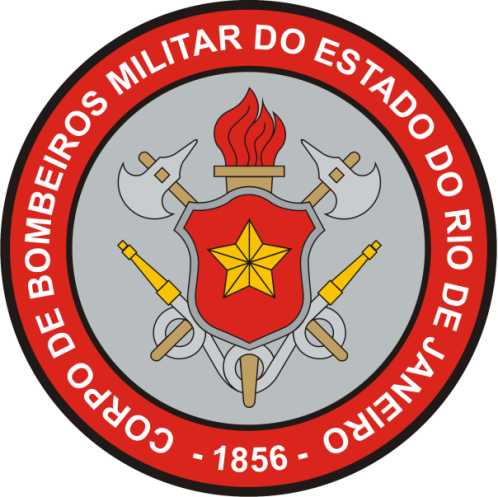 CORPO DE BOMBEIROS MILITAR DO ESTADO DO RIO DE JANEIRO
- 1856 -